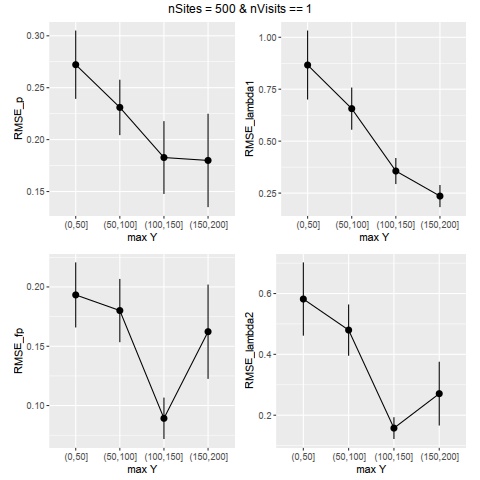 nSites = 500 & nVisits == 1
RMSE_p
0.30
0.25
0.20
0.15
(0,50] (50,100] (100,150] (150,200]
max Y
RMSE_lambda1
1.00
0.75
0.50
0.25
(0,50] (50,100] (100,150] (150,200]
max Y
RMSE_fp
0.20
0.15
0.10
(0,50] (50,100] (100,150] (150,200]
max Y
RMSE_lambda2
0.6
0.4
0.2
(0,50] (50,100] (100,150] (150,200]
max Y